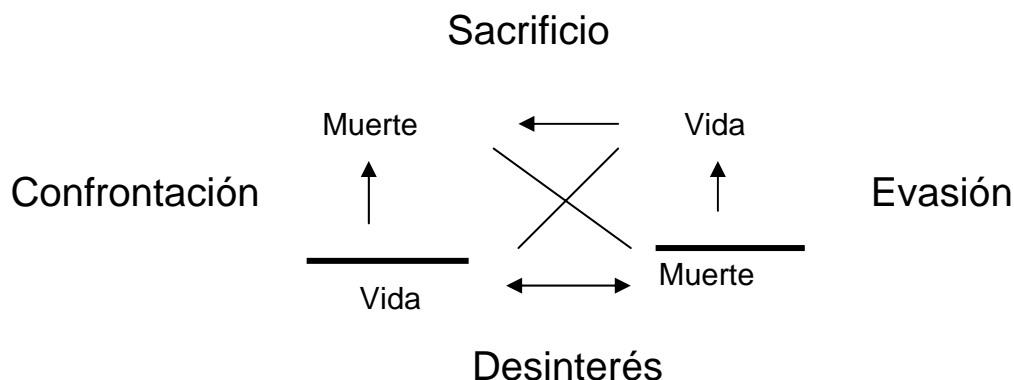 Sacrificio
Muerte Vida
Confrontación Evasión
Muerte
Vida
Desinterés